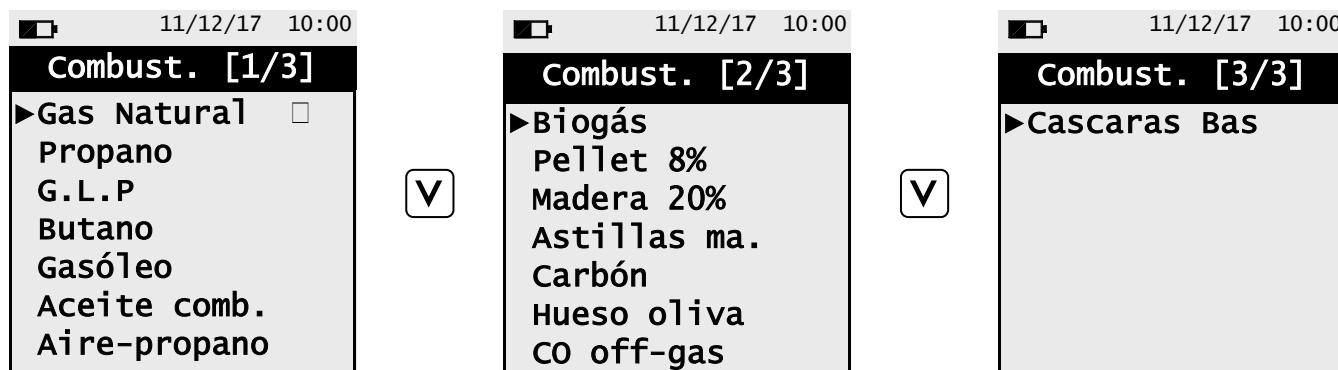 11/12/17 10:00
Combust. [1/3]
►Gas Natural □
Propano
G.L.P
Butano
Gasóleo
Aceite comb.
Aire-propano
V
11/12/17 10:00
Combust. [2/3]
►Biogás
Pellet 8%
Madera 20%
Astillas ma.
Carbón
Hueso oliva
CO off-gas
V
11/12/17 10:00
Combust. [3/3]
►Cascaras Bas